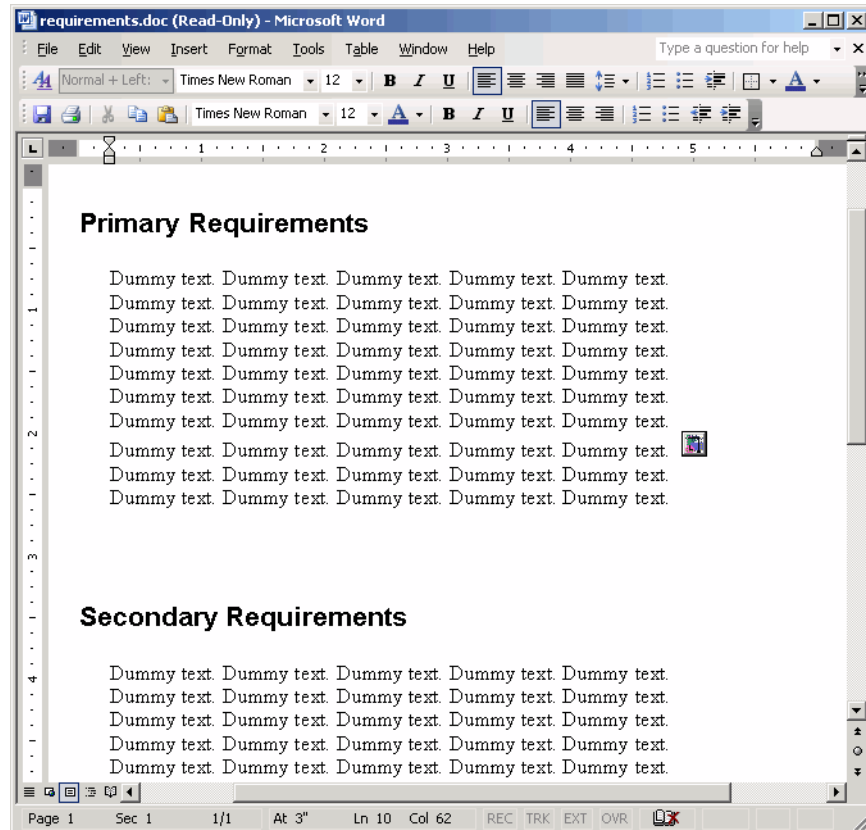 requirements.doc (Read-Only) - Microsoft Word
File Edit View Insert Format Tools Table Window Help Type a question for help
Normal + Left: Times New Roman 12 B I U A
Times New Roman 12 A B I U
L 1 2 3 4 5
Primary Requirements
Dummy text. Dummy text. Dummy text. Dummy text. Dummy text.
Dummy text. Dummy text. Dummy text. Dummy text. Dummy text.
Dummy text. Dummy text. Dummy text. Dummy text. Dummy text.
Dummy text. Dummy text. Dummy text. Dummy text. Dummy text.
Dummy text. Dummy text. Dummy text. Dummy text. Dummy text.
Dummy text. Dummy text. Dummy text. Dummy text. Dummy text.
Dummy text. Dummy text. Dummy text. Dummy text. Dummy text.
Dummy text. Dummy text. Dummy text. Dummy text. Dummy text.
Dummy text. Dummy text. Dummy text. Dummy text. Dummy text.
Dummy text. Dummy text. Dummy text. Dummy text. Dummy text.
Secondary Requirements
Dummy text. Dummy text. Dummy text. Dummy text. Dummy text.
Dummy text. Dummy text. Dummy text. Dummy text. Dummy text.
Dummy text. Dummy text. Dummy text. Dummy text. Dummy text.
Dummy text. Dummy text. Dummy text. Dummy text. Dummy text.
Dummy text. Dummy text. Dummy text. Dummy text. Dummy text.
Page 1 Sec 1 1/1 At 3" Ln 10 Col 62 REC TRK EXT OVR